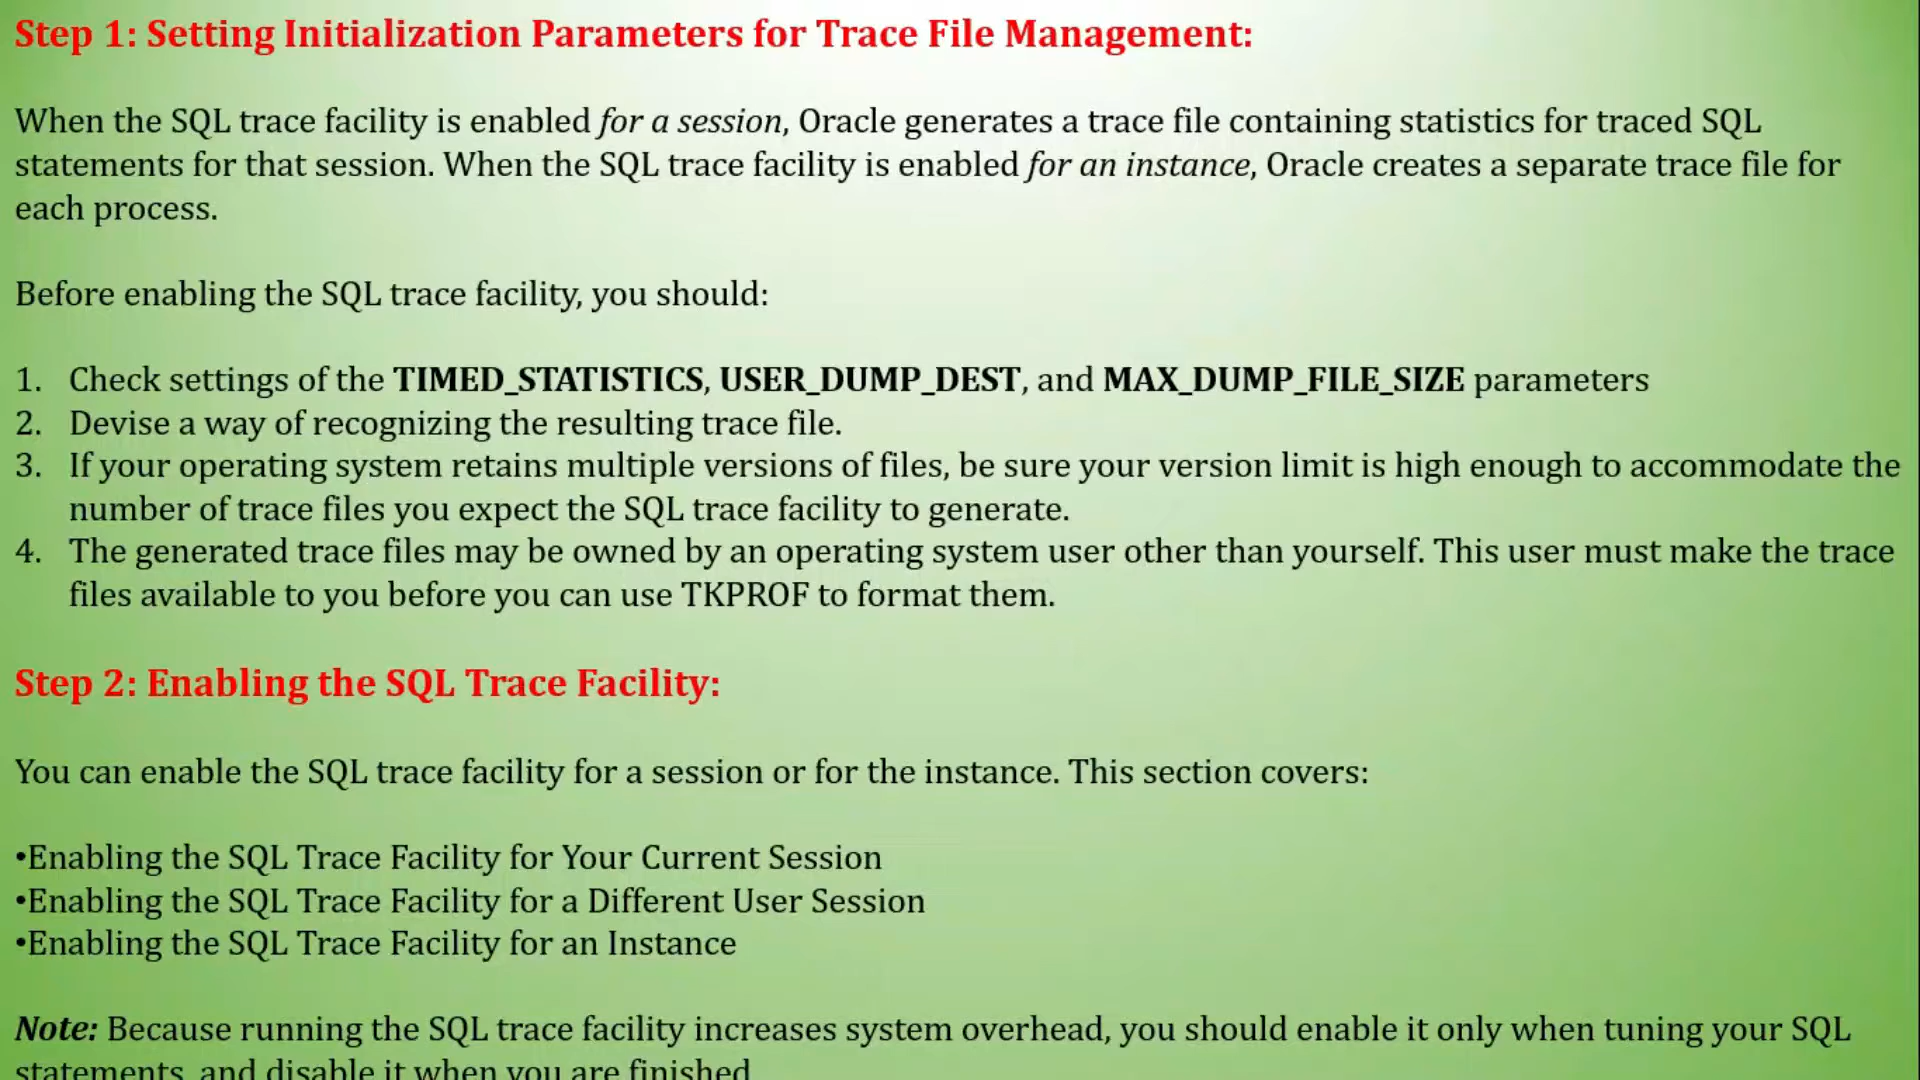 Step 1: Setting Initialization Parameters for Trace File Management:
When the SQL trace facility is enabled for a session, Oracle generates a trace file containing statistics for traced SQL
statements for that session. When the SQL trace facility is enabled for an instance, Oracle creates a separate trace file for
each process.
Before enabling the SQL trace facility, you should:
1. Check settings of the TIMED_STATISTICS, USER_DUMP_DEST, and MAX_DUMP_FILE_SIZE parameters
2. Devise a way of recognizing the resulting trace file.
3. If your operating system retains multiple versions of files, be sure your version limit is high enough to accommodate the
number of trace files you expect the SQL trace facility to generate.
4. The generated trace files may be owned by an operating system user other than yourself. This user must make the trace
files available to you before you can use TKPROF to format them.
Step 2: Enabling the SQL Trace Facility:
You can enable the SQL trace facility for a session or for the instance. This section covers:
•Enabling the SQL Trace Facility for Your Current Session
•Enabling the SQL Trace Facility for a Different User Session
•Enabling the SQL Trace Facility for an Instance
Note: Because running the SQL trace facility increases system overhead, you should enable it only when tuning your SQL
statements, and disable it when you are finished